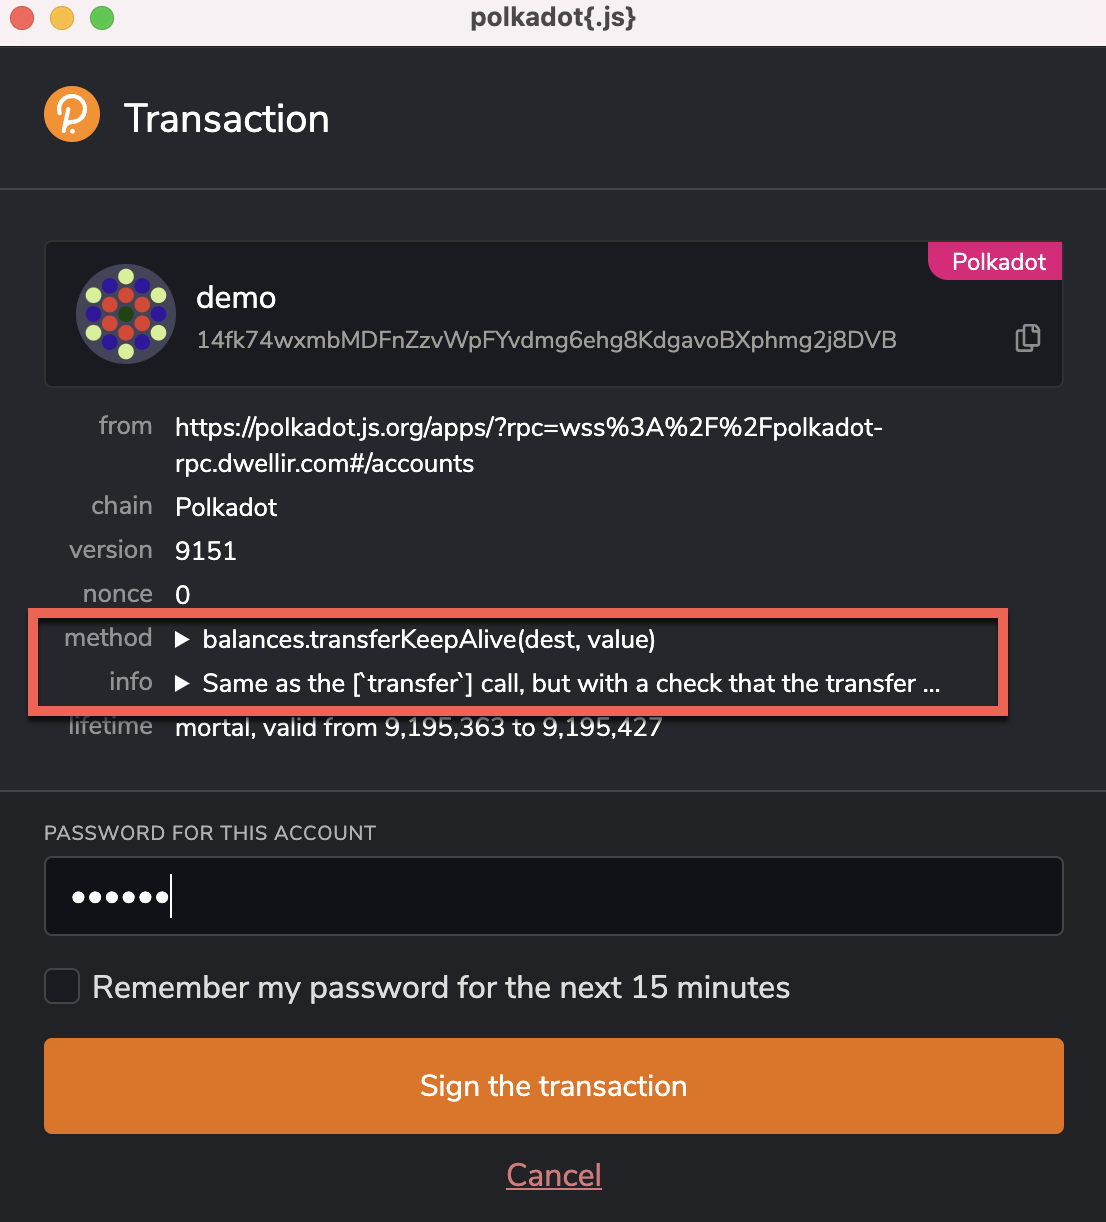 polkadot{.js}
Transaction
Polkadot
demo
14fk74wxmbMDFnZzvWpFYvdmg6ehg8KdgavoBXphmg2j8DVB
from https://polkadot.js.org/apps/?rpc=wss%3A%2F%2Fpolkadot-
rpc.dwellir.com#/accounts
chain Polkadot
version 9151
nonce 0
method ▶ balances.transferKeepAlive(dest, value)
info ▶ Same as the [`transfer`] call, but with a check that the transfer ...
lifetime mortal, valid from 9,195,363 to 9,195,427
PASSWORD FOR THIS ACCOUNT
••••••
Remember my password for the next 15 minutes
Sign the transaction
Cancel